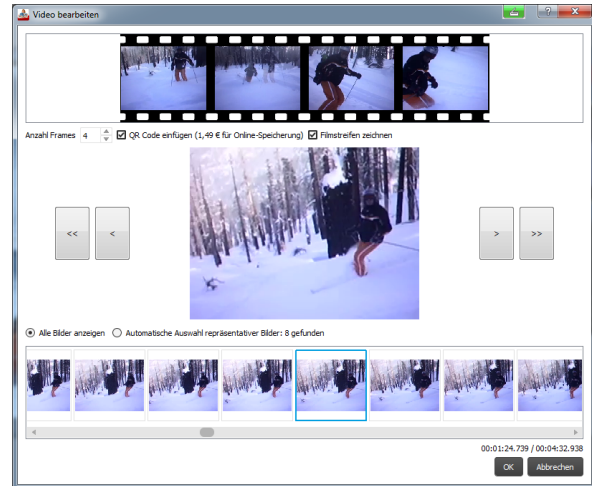 Video bearbeiten
Anzahl Frames 4 QR Code einfügen (1,49 € für Online-Speicherung) Filmstreifen zeichnen
<< < > >>
Alle Bilder anzeigen Automatische Auswahl repräsentativer Bilder: 8 gefunden
00:01:24.739 / 00:04:32.938
OK Abbrechen